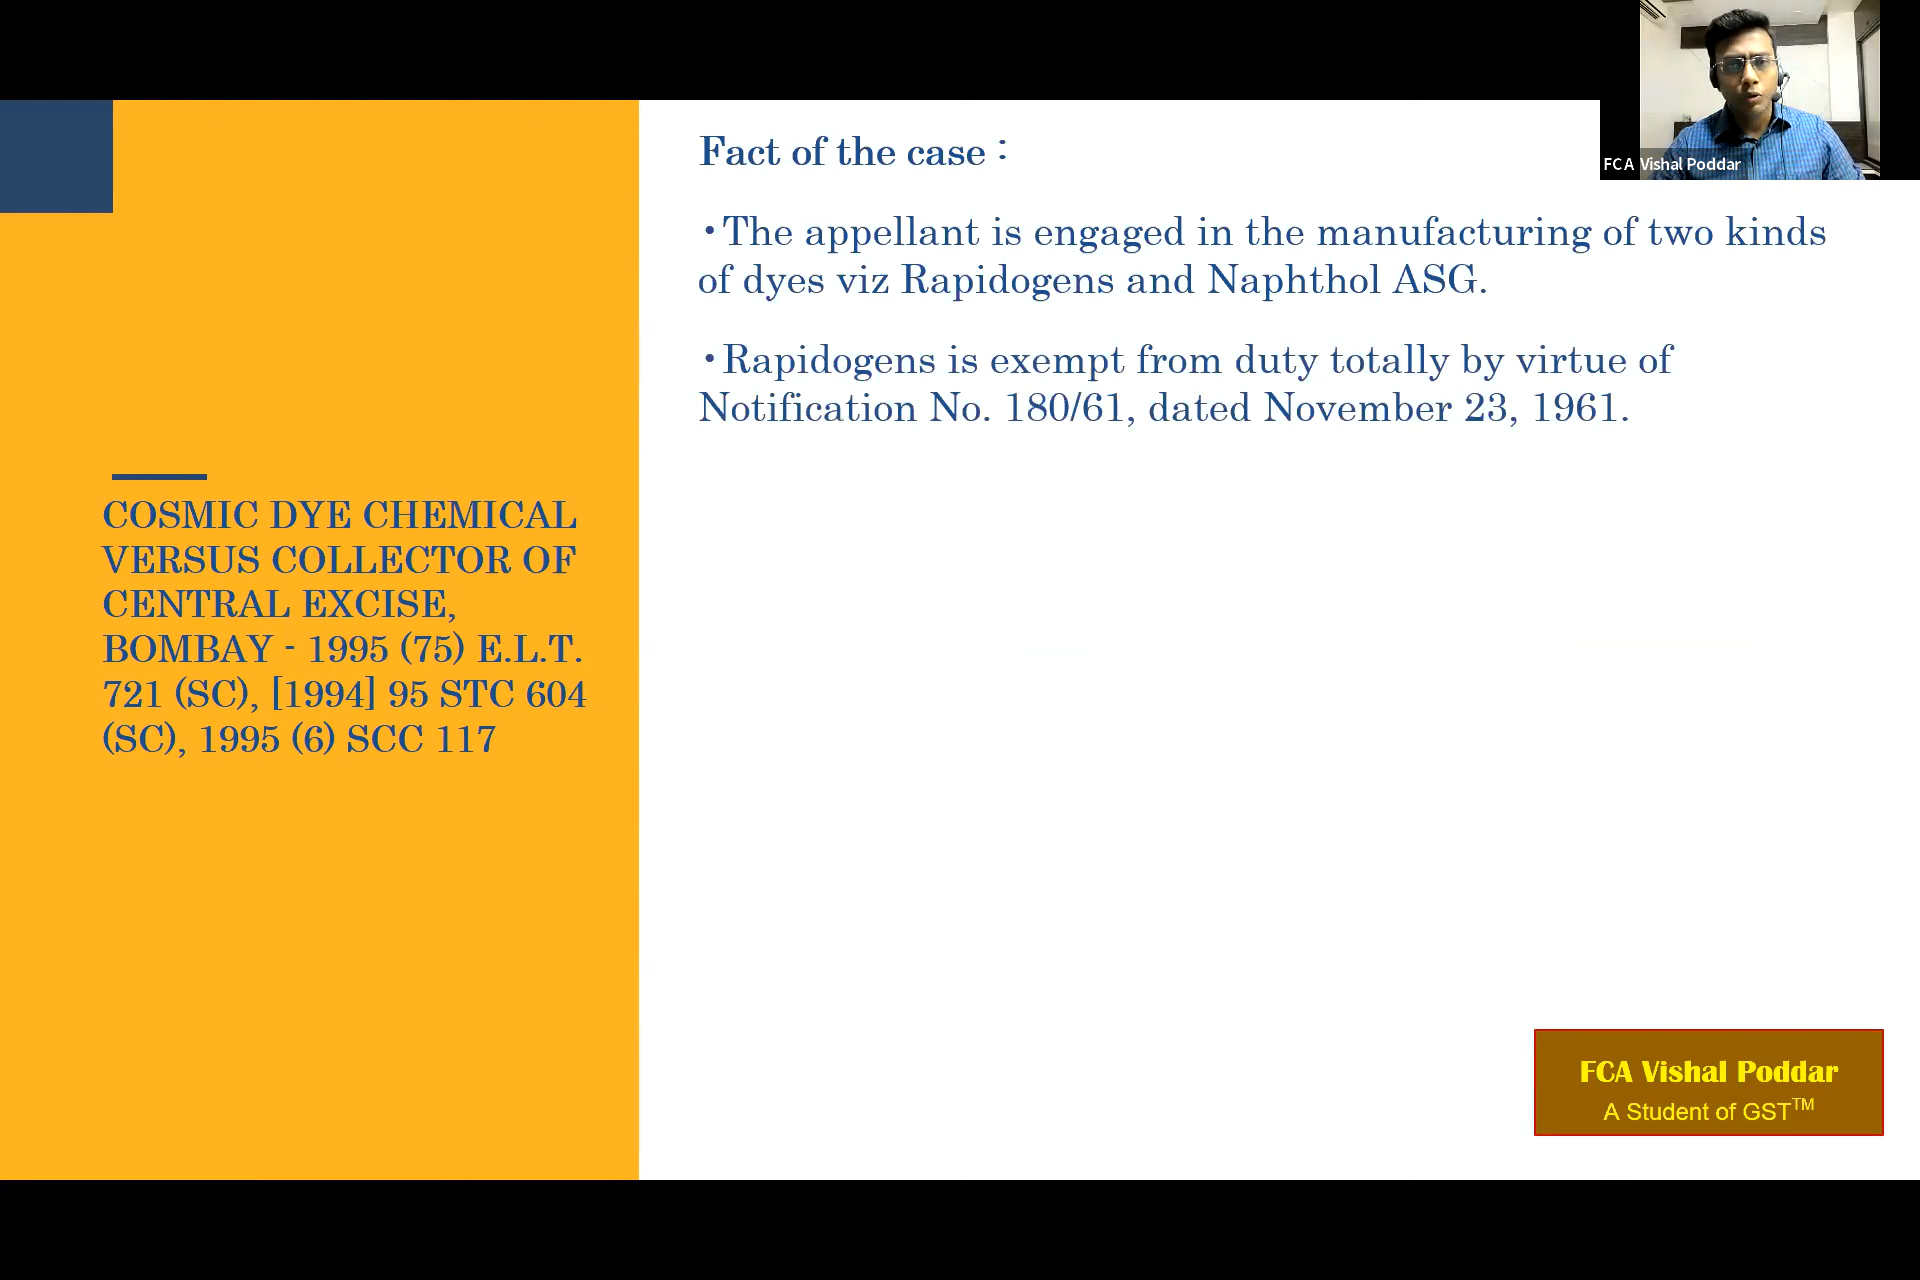 FCA Vishal Poddar
Fact of the case :
•The appellant is engaged in the manufacturing of two kinds
of dyes viz Rapidogens and Naphthol ASG.
•Rapidogens is exempt from duty totally by virtue of
Notification No. 180/61, dated November 23, 1961.
COSMIC DYE CHEMICAL
VERSUS COLLECTOR OF
CENTRAL EXCISE,
BOMBAY - 1995 (75) E.L.T.
721 (SC), [1994] 95 STC 604
(SC), 1995 (6) SCC 117
FCA Vishal Poddar
A Student of GST™